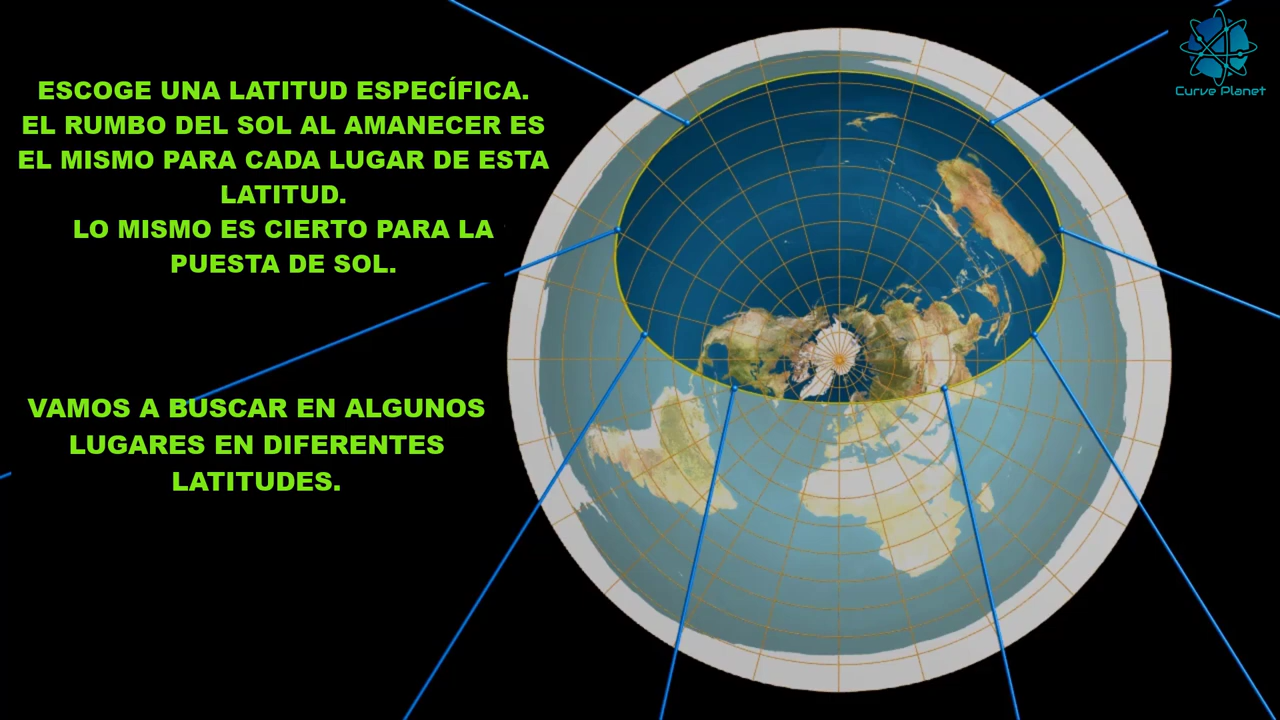 ESCOGE UNA LATITUD ESPECÍFICA.
EL RUMBO DEL SOL AL AMANECER ES
EL MISMO PARA CADA LUGAR DE ESTA
LATITUD.
LO MISMO ES CIERTO PARA LA
PUESTA DE SOL.
VAMOS A BUSCAR EN ALGUNOS
LUGARES EN DIFERENTES
LATITUDES.
Curve Planet